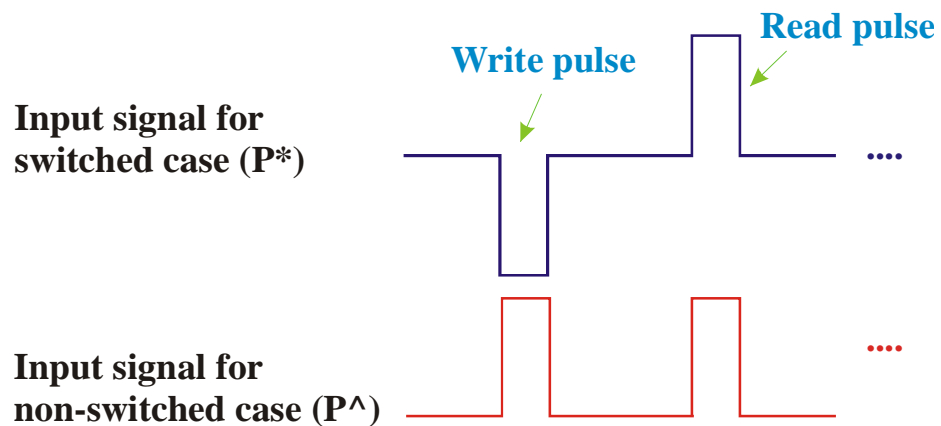 Read pulse
Write pulse
Input signal for
switched case (P*)
Input signal for
non-switched case (P^)